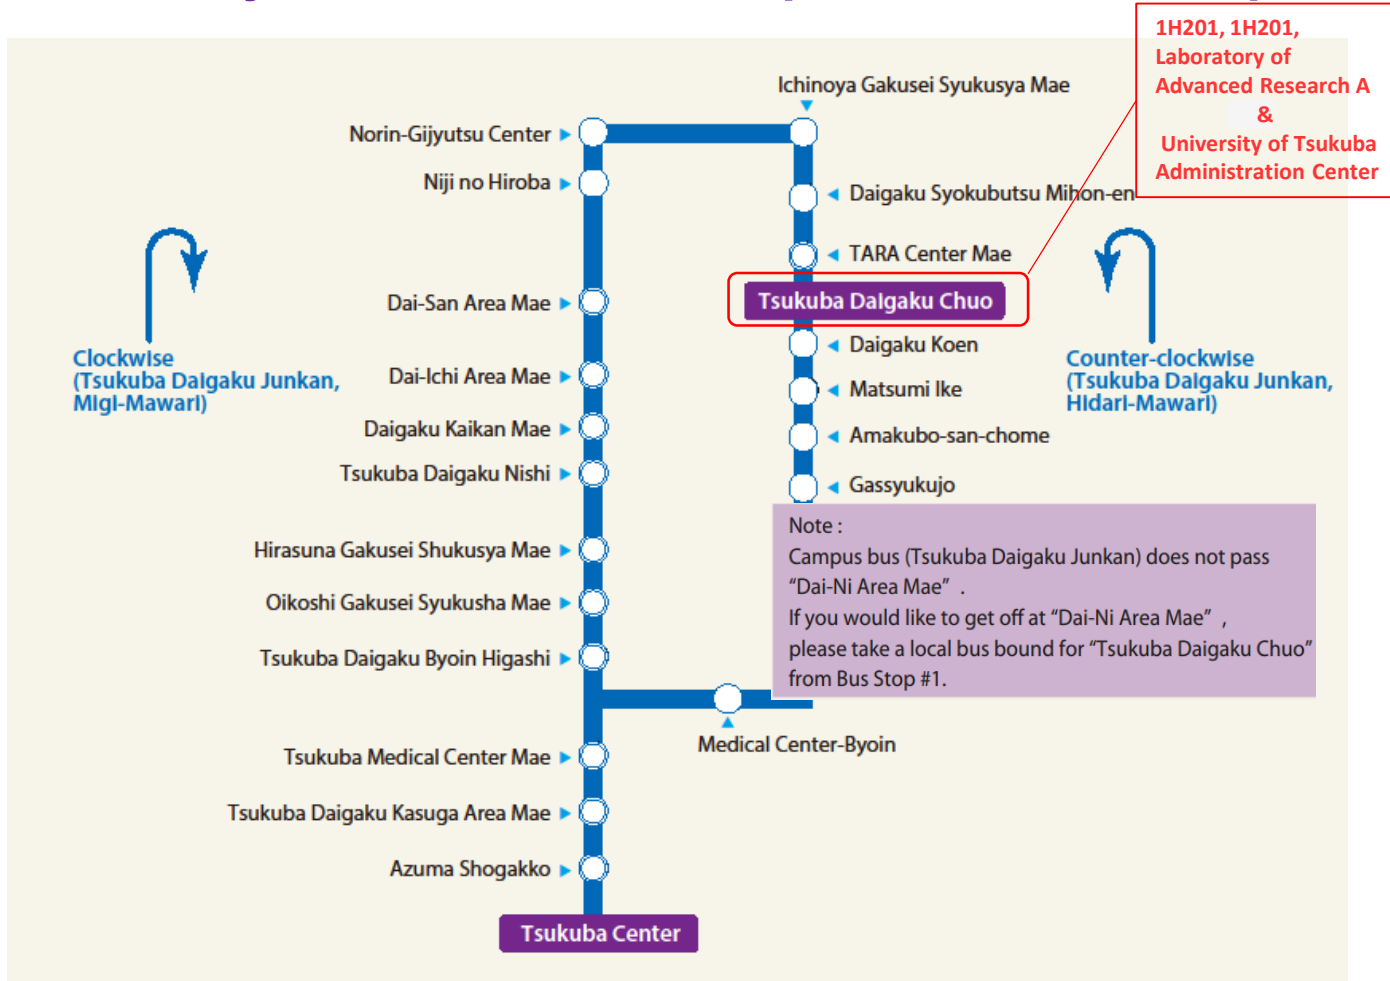 1H201, 1H201,
Laboratory of
Advanced Research A
&
University of Tsukuba
Administration Center
Ichinoya Gakusei Syukusya Mae
Norin-Gijyutsu Center
Niji no Hiroba
Daigaku Syokubutsu Mihon-en
TARA Center Mae
Dai-San Area Mae
Tsukuba Daigaku Chuo
Daigaku Koen
Clockwise
(Tsukuba Daigaku Junkan,
Migi-Mawari)
Dai-Ichi Area Mae
Matsumi Ike
Counter-clockwise
(Tsukuba Daigaku Junkan,
Hidari-Mawari)
Daigaku Kaikan Mae
Amakubo-san-chome
Tsukuba Daigaku Nishi
Gassyukujo
Hirasuna Gakusei Shukusya Mae
Oikoshi Gakusei Syukusha Mae
Tsukuba Daigaku Byoin Higashi
Note :
Campus bus (Tsukuba Daigaku Junkan) does not pass
“Dai-Ni Area Mae” .
If you would like to get off at “Dai-Ni Area Mae” ,
please take a local bus bound for “Tsukuba Daigaku Chuo”
from Bus Stop #1.
Medical Center-Byoin
Tsukuba Medical Center Mae
Tsukuba Daigaku Kasuga Area Mae
Azuma Shogakko
Tsukuba Center